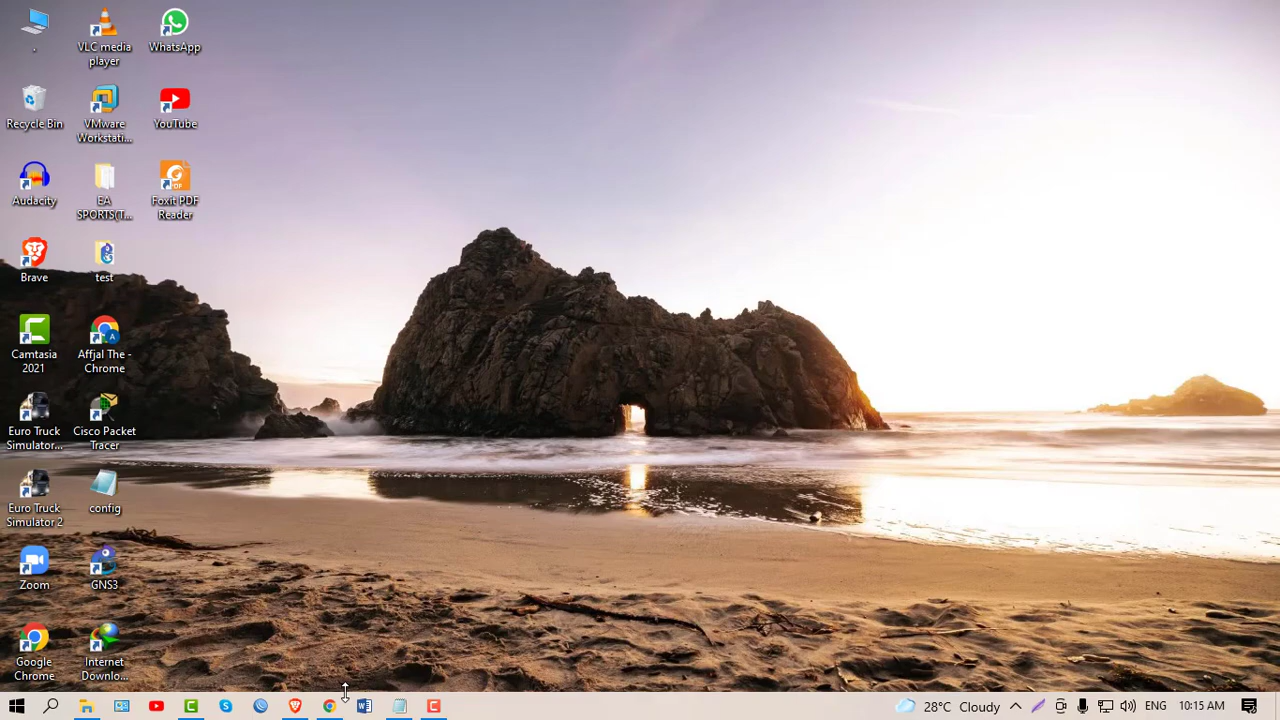 .
VLC media
player
WhatsApp
Recycle Bin
VMware
Workstati...
YouTube
Audacity
EA
SPORTS(T...
Foxit PDF
Reader
Brave
test
Camtasia
2021
Affjal The -
Chrome
Euro Truck
Simulator...
Cisco Packet
Tracer
Euro Truck
Simulator 2
config
Zoom
GNS3
Google
Chrome
Internet
Downlo...
28°C Cloudy
ENG
10:15 AM